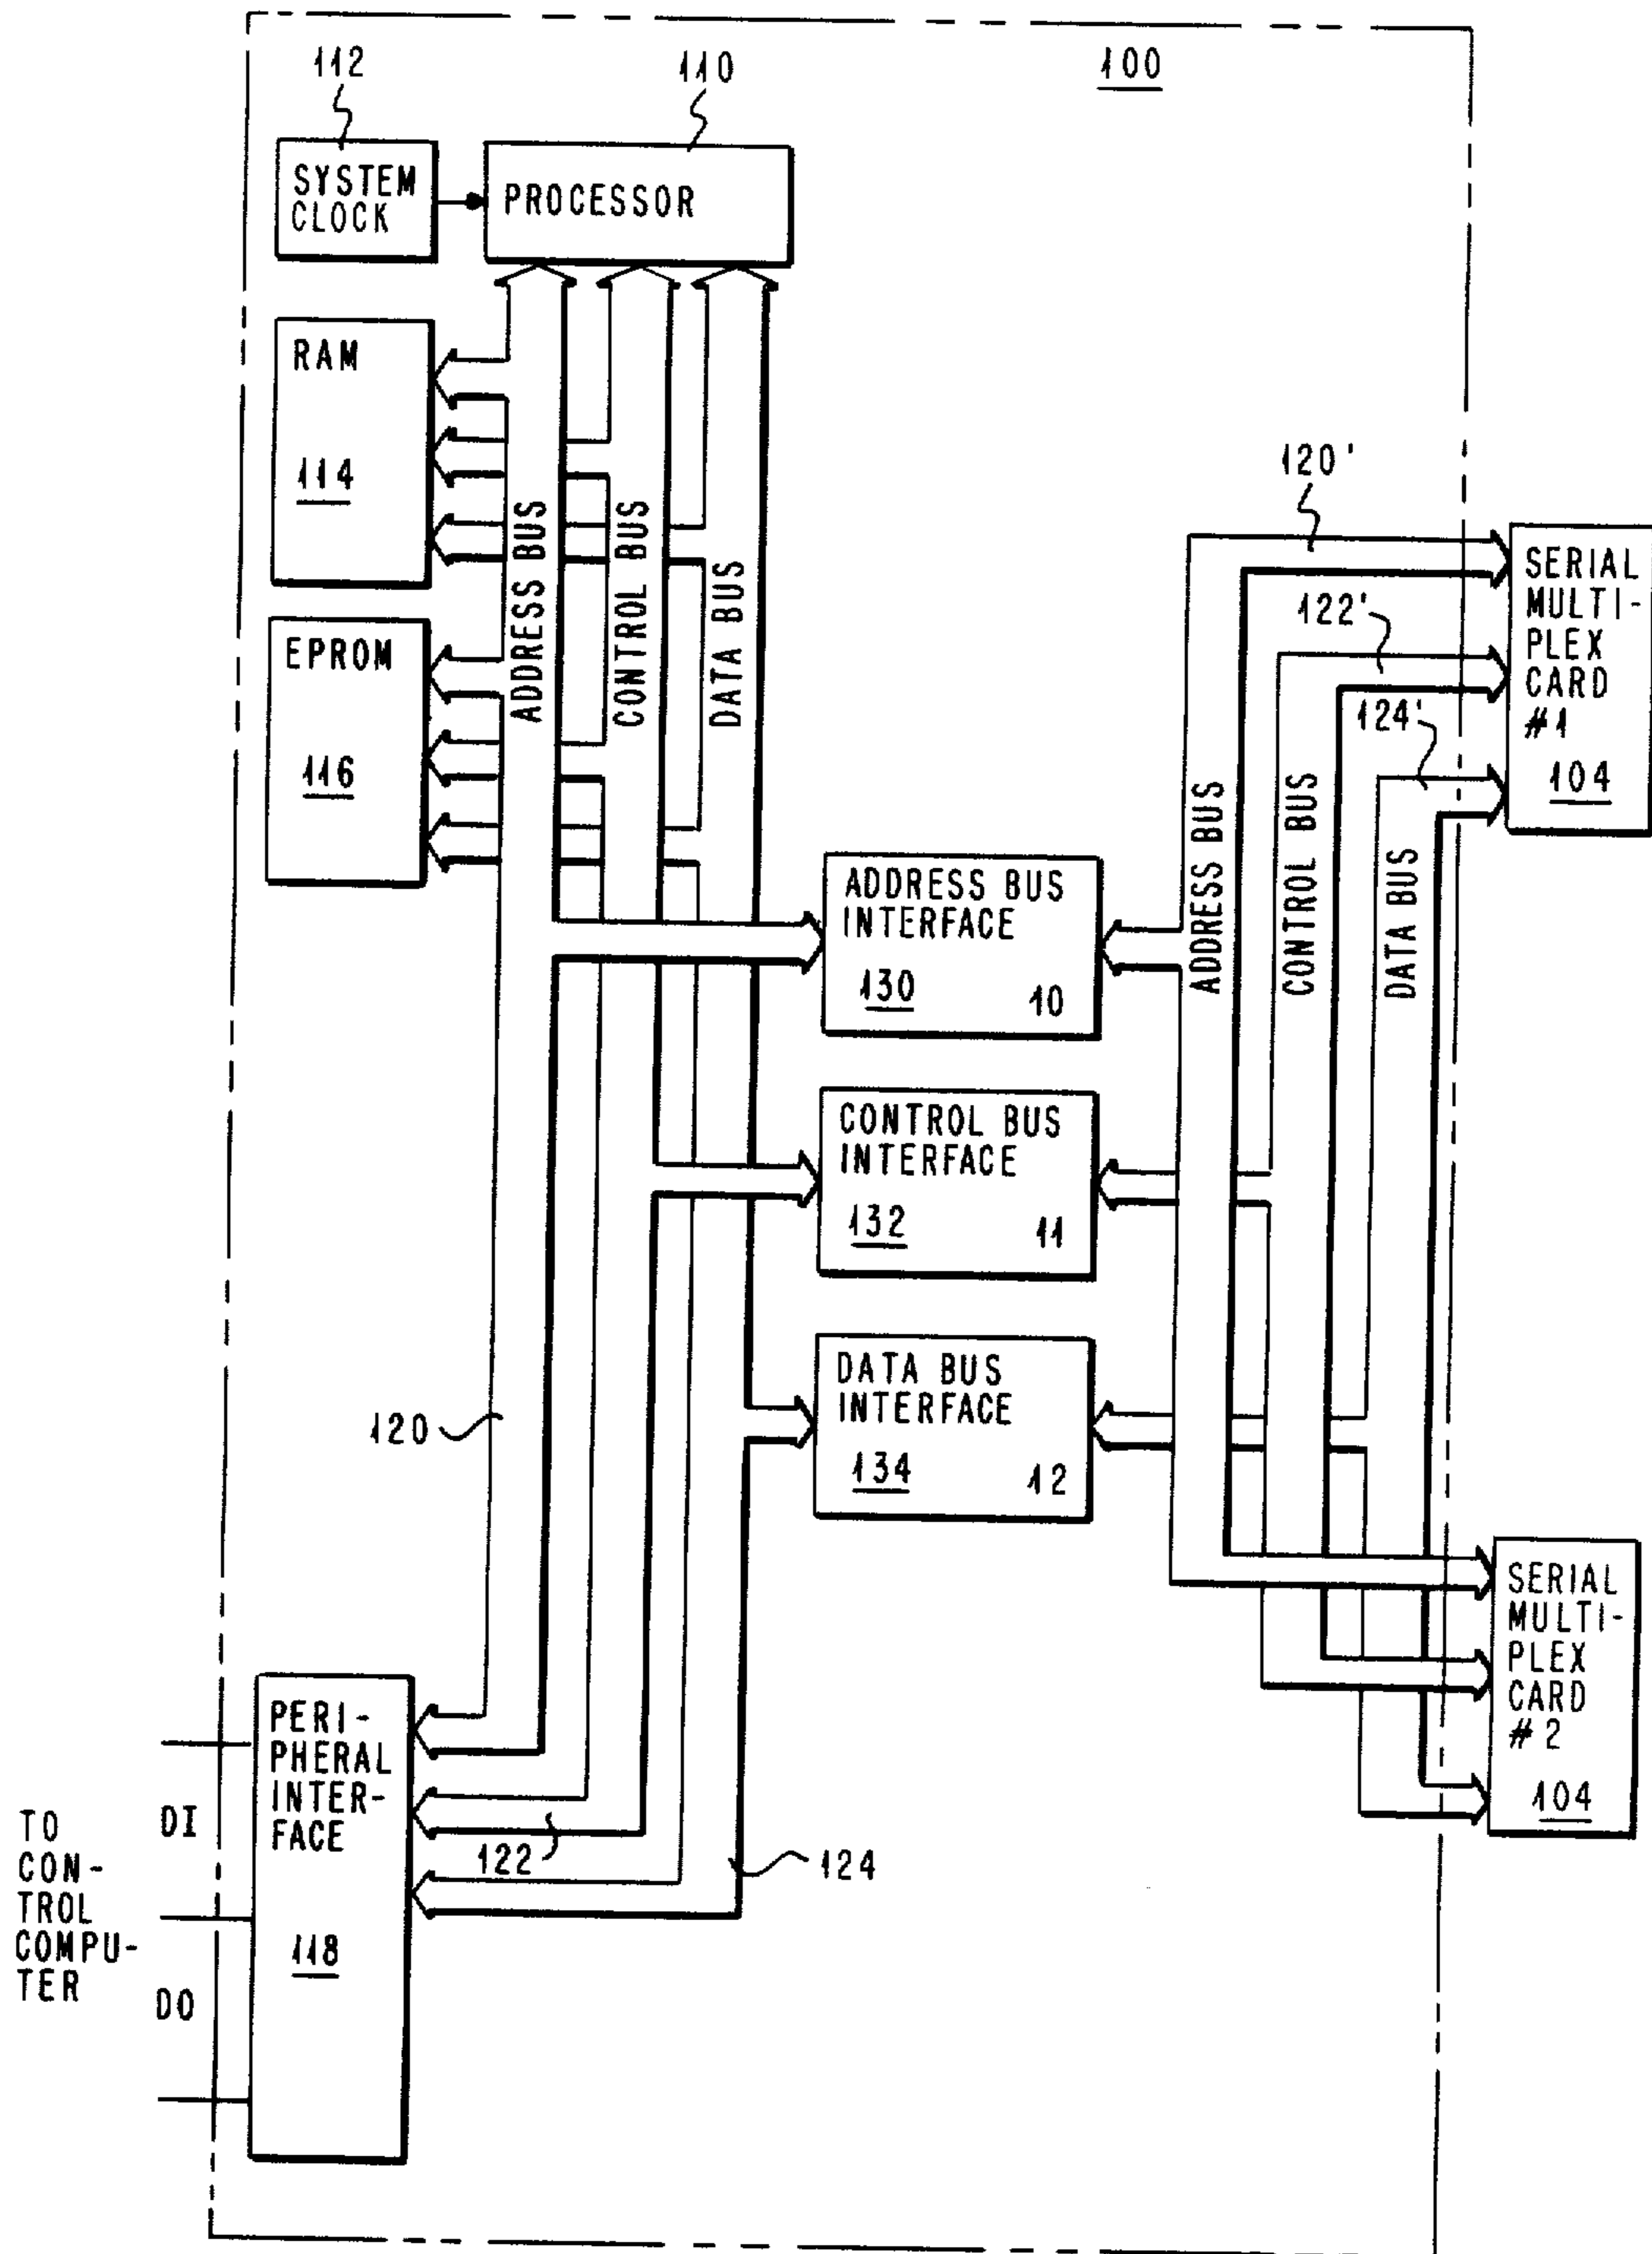 112
110
100
SYSTEM
CLOCK
PROCESSOR
RAM
114
EPROM
116
ADDRESS BUS
CONTROL BUS
DATA BUS
120'
122'
124'
SERIAL
MULTI-
PLEX
CARD
#1
104
ADDRESS BUS
CONTROL BUS
DATA BUS
ADDRESS BUS
INTERFACE
130
10
CONTROL BUS
INTERFACE
132
11
DATA BUS
INTERFACE
134
12
120
SERIAL
MULTI-
PLEX
CARD
#2
104
PERI-
PHERAL
INTER-
FACE
118
122
124
TO
CON-
TROL
COMPU-
TER
DI
DO